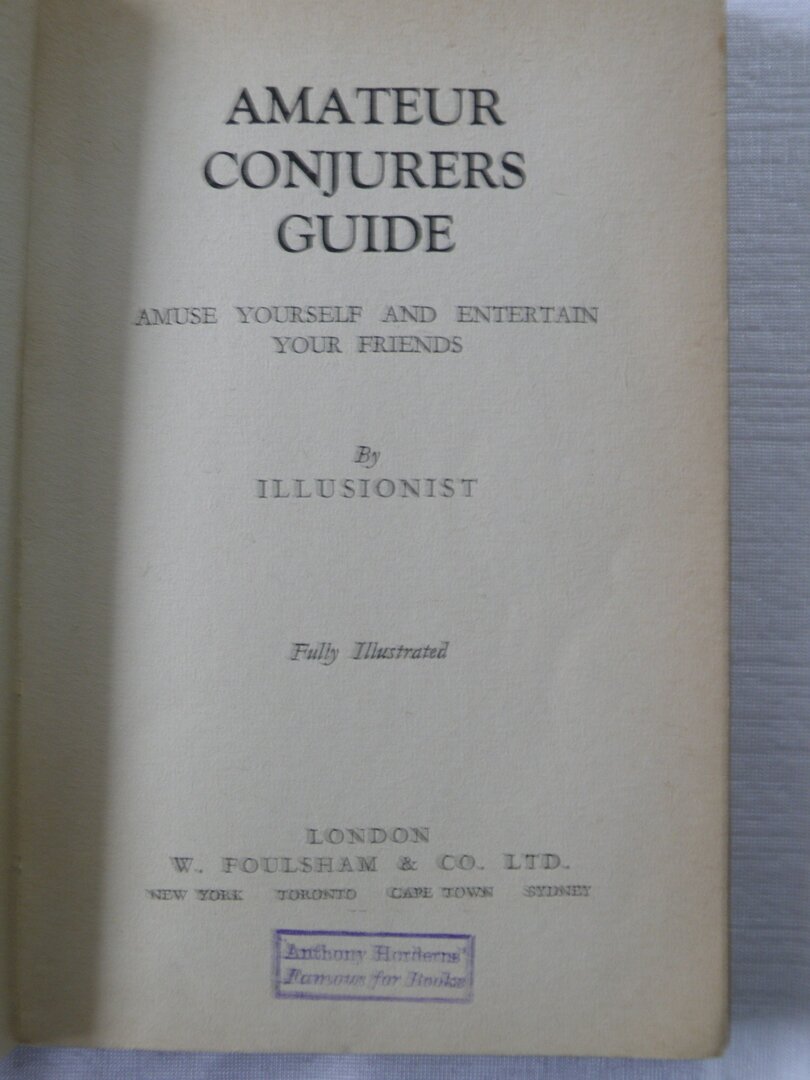 AMATEUR
CONJURERS
GUIDE
AMUSE YOURSELF AND ENTERTAIN
YOUR FRIENDS
By
ILLUSIONIST
Fully Illustrated
LONDON
W. FOULSHAM & CO. LTD.
NEW YORK TORONTO CAPE TOWN SYDNEY
Anthony Horderns'
Famous for Books